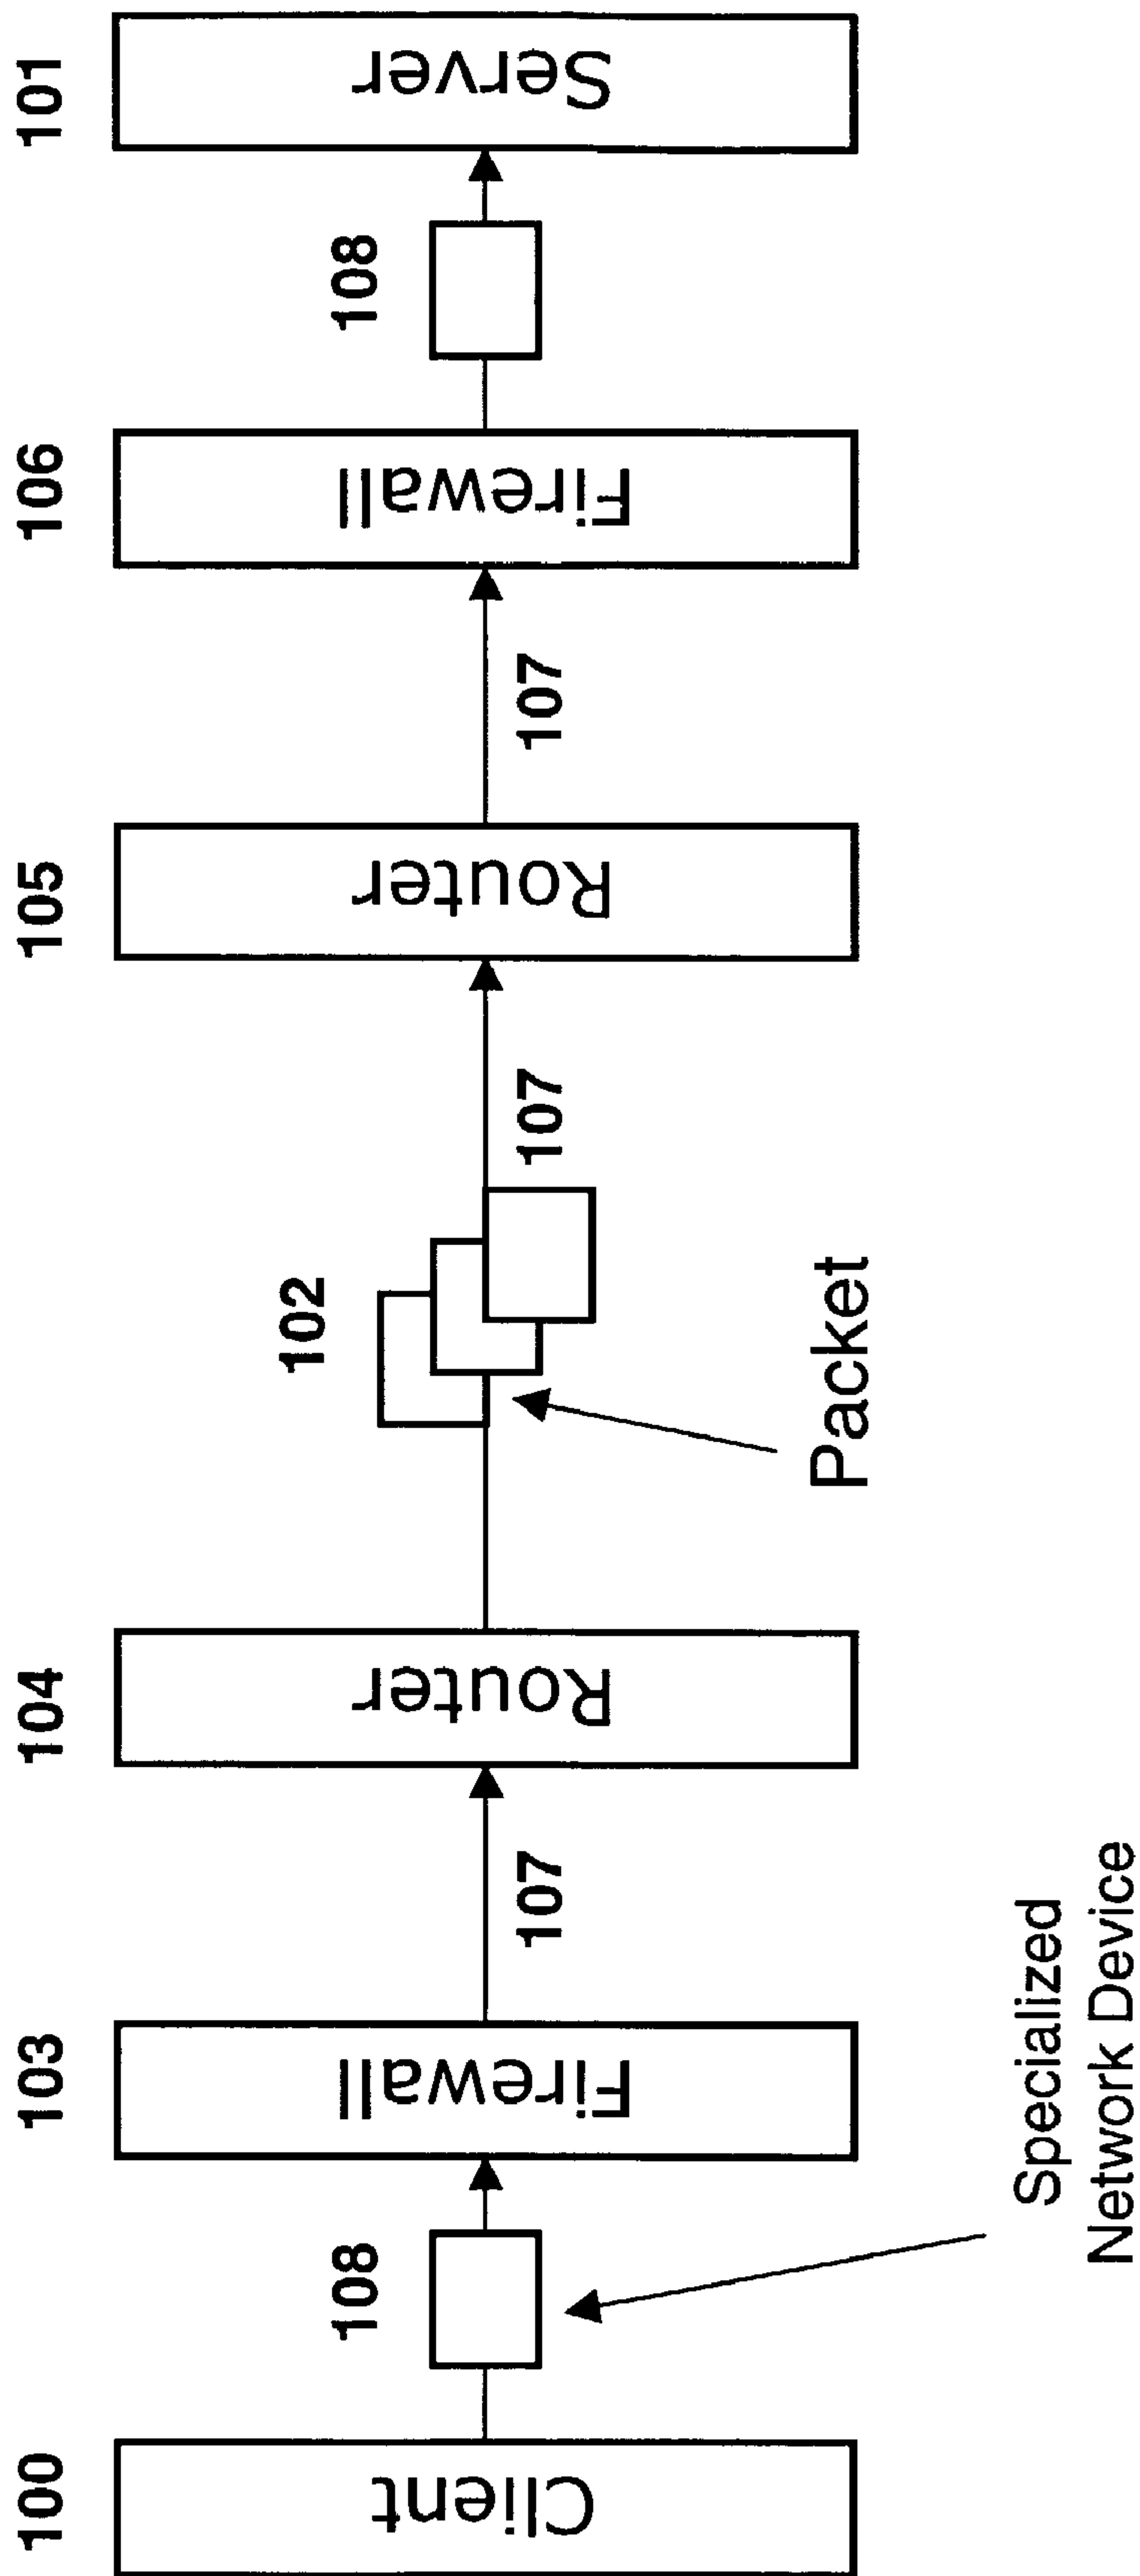 100
103
104
105
106
101
Client
Firewall
Router
Router
Firewall
Server
108
102
108
107
107
107
Packet
Specialized
Network Device